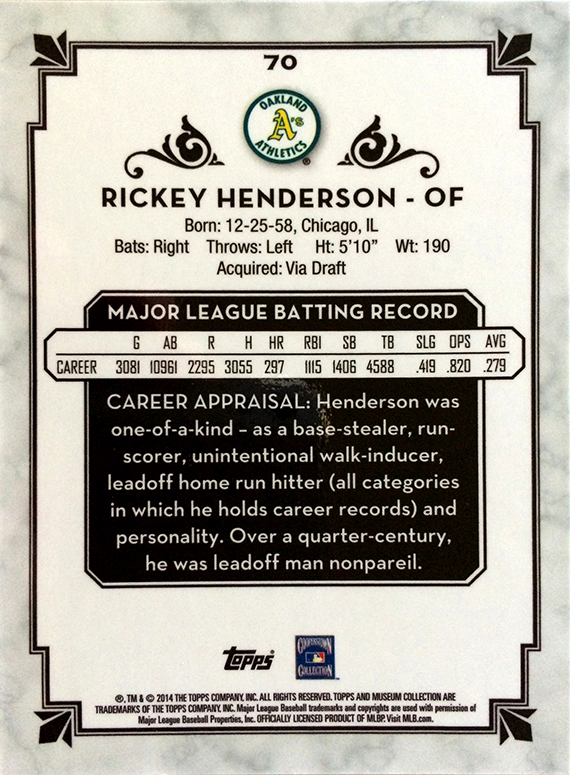 70
OAKLAND
A's
ATHLETICS ®
RICKEY HENDERSON - OF
Born: 12-25-58, Chicago, IL
Bats: Right Throws: Left Ht: 5'10" Wt: 190
Acquired: Via Draft
MAJOR LEAGUE BATTING RECORD
G AB R H HR RBI SB TB SLG OPS AVG
CAREER 3081 10961 2295 3055 297 1115 1406 4588 .419 .820 .279
CAREER APPRAISAL: Henderson was
one-of-a-kind – as a base-stealer, run-
scorer, unintentional walk-inducer,
leadoff home run hitter (all categories
in which he holds career records) and
personality. Over a quarter-century,
he was leadoff man nonpareil.
topps
COOPERSTOWN
COLLECTION
®, TM & © 2014 THE TOPPS COMPANY, INC. ALL RIGHTS RESERVED. TOPPS AND MUSEUM COLLECTION ARE
TRADEMARKS OF THE TOPPS COMPANY, INC. Major League Baseball trademarks and copyrights are used with permission of
Major League Baseball Properties, Inc. OFFICIALLY LICENSED PRODUCT OF MLBP. Visit MLB.com.